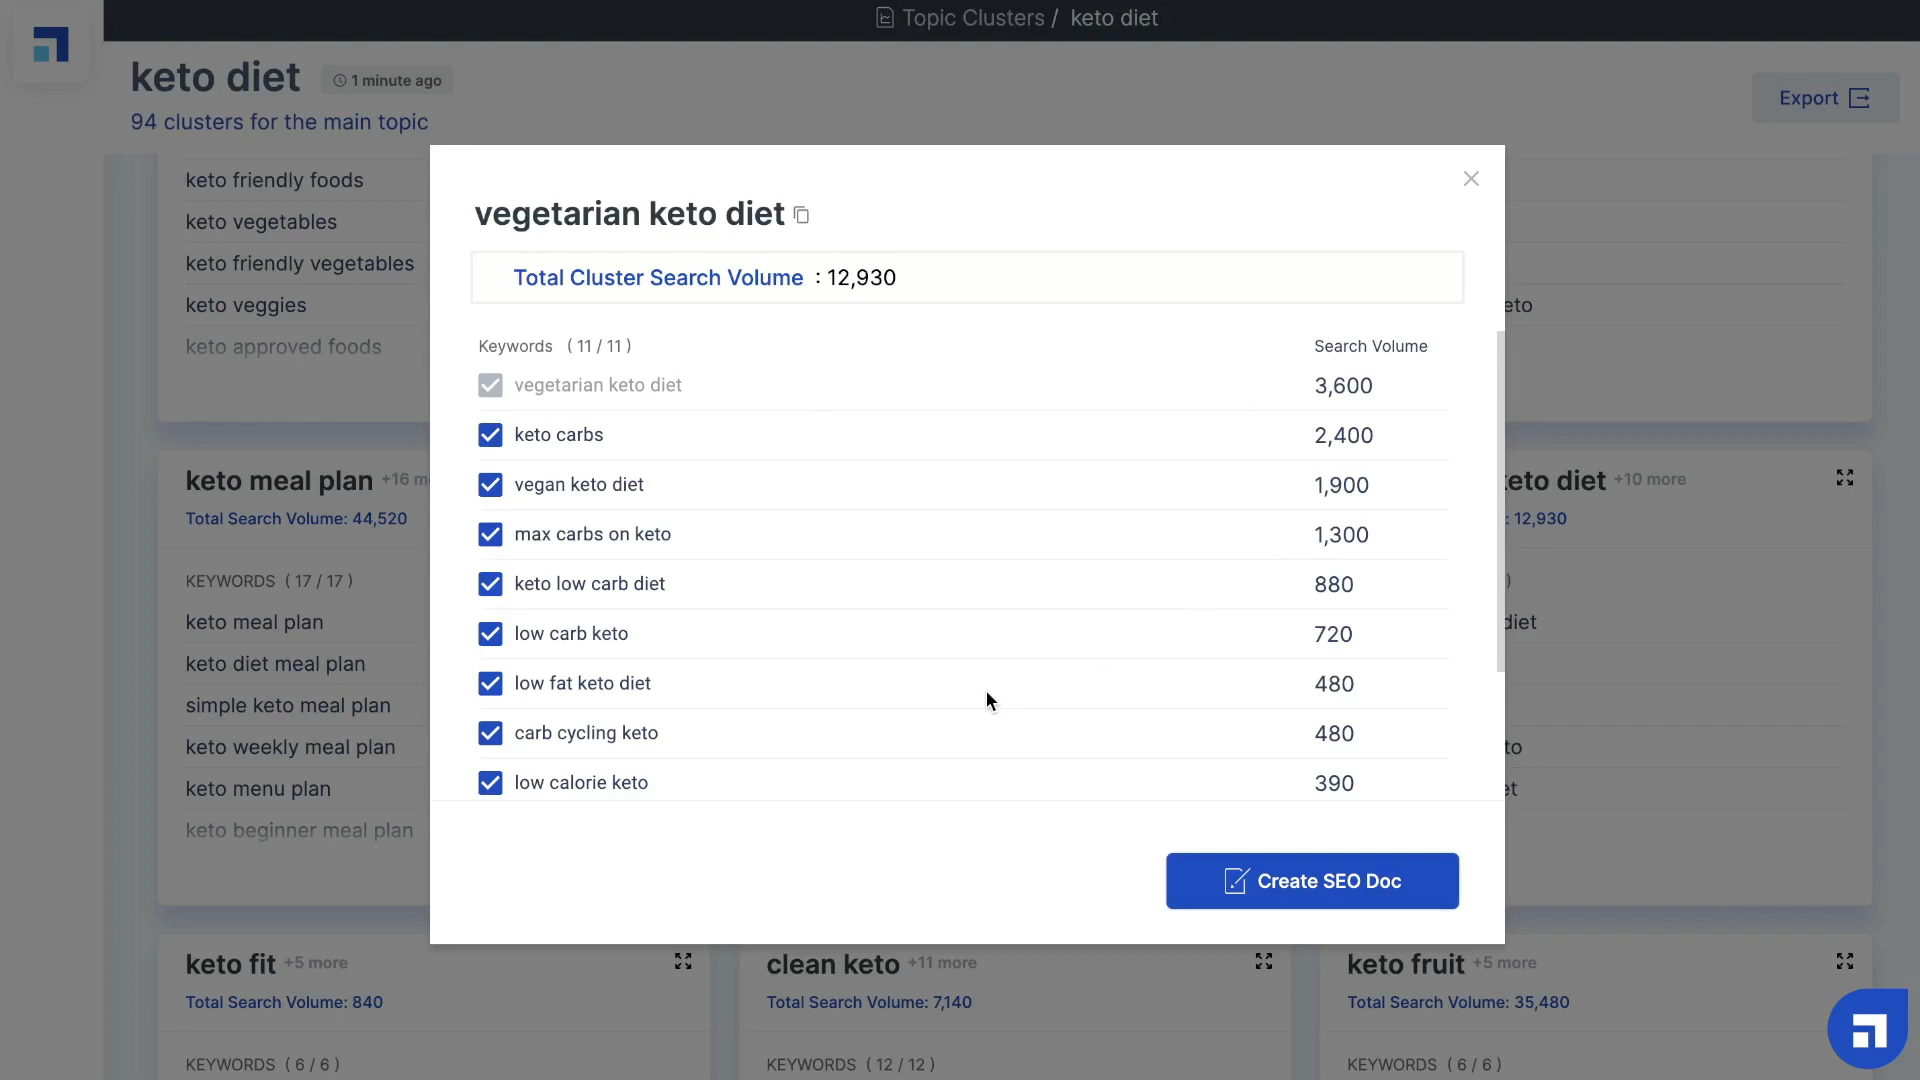 Topic Clusters / keto diet
keto diet
1 minute ago
94 clusters for the main topic
Export
keto friendly foods
keto vegetables
keto friendly vegetables
keto veggies
keto approved foods
eto
vegetarian keto diet
Total Cluster Search Volume : 12,930
Keywords ( 11 / 11 )
Search Volume
vegetarian keto diet 3,600
keto carbs 2,400
vegan keto diet 1,900
max carbs on keto 1,300
keto low carb diet 880
low carb keto 720
low fat keto diet 480
carb cycling keto 480
low calorie keto 390
Create SEO Doc
keto meal plan +16 m
Total Search Volume: 44,520
KEYWORDS ( 17 / 17 )
keto meal plan
keto diet meal plan
simple keto meal plan
keto weekly meal plan
keto menu plan
keto beginner meal plan
eto diet +10 more
: 12,930
)
diet
to
et
keto fit +5 more
Total Search Volume: 840
KEYWORDS ( 6 / 6 )
clean keto +11 more
Total Search Volume: 7,140
KEYWORDS ( 12 / 12 )
keto fruit +5 more
Total Search Volume: 35,480
KEYWORDS ( 6 / 6 )